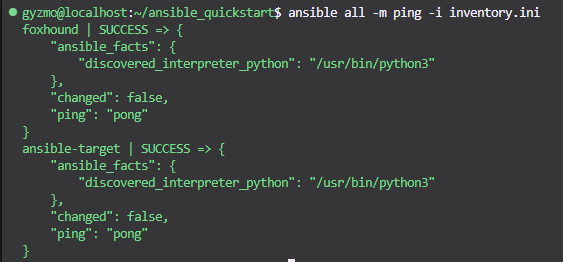 gyzmo@localhost:~/ansible_quickstart$ ansible all -m ping -i inventory.ini
foxhound | SUCCESS => {
    "ansible_facts": {
        "discovered_interpreter_python": "/usr/bin/python3"
    },
    "changed": false,
    "ping": "pong"
}
ansible-target | SUCCESS => {
    "ansible_facts": {
        "discovered_interpreter_python": "/usr/bin/python3"
    },
    "changed": false,
    "ping": "pong"
}